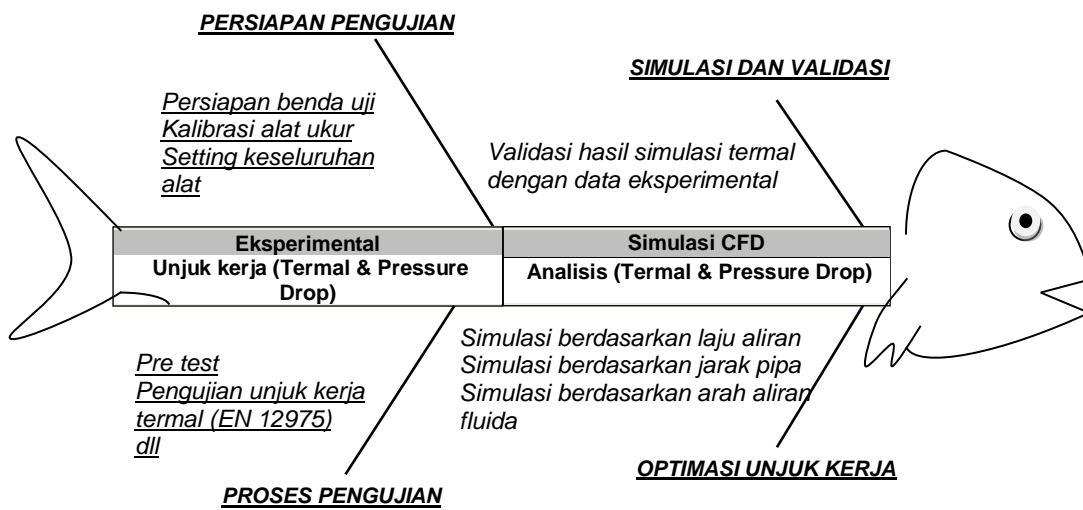 PERSIAPAN PENGUJIAN
SIMULASI DAN VALIDASI
Persiapan benda uji
Kalibrasi alat ukur
Setting keseluruhan
alat
Validasi hasil simulasi termal
dengan data eksperimental
Eksperimental
Unjuk kerja (Termal & Pressure
Drop)
Simulasi CFD
Analisis (Termal & Pressure Drop)
Pre test
Pengujian unjuk kerja
termal (EN 12975)
dll
Simulasi berdasarkan laju aliran
Simulasi berdasarkan jarak pipa
Simulasi berdasarkan arah aliran
fluida
PROSES PENGUJIAN
OPTIMASI UNJUK KERJA